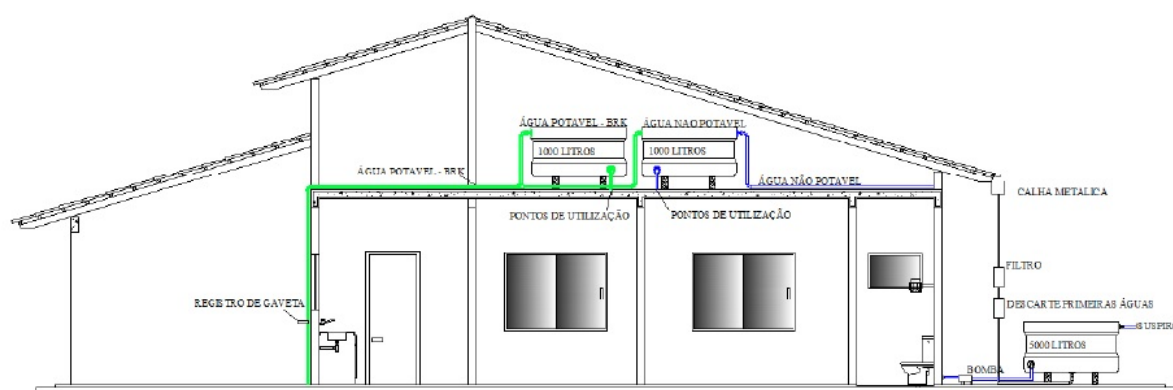 ÁGUA POTAVEL - BRK
ÁGUA NAO POTAVEL
1000 LITROS
1000 LITROS
ÁGUA POTAVEL - BRK
ÁGUA NÃO POTAVEL
CALHA METALICA
PONTOS DE UTILIZAÇÃO
PONTOS DE UTILIZAÇÃO
FILTRO
REGISTRO DE GAVETA
DESCARTE PRIMEIRAS ÁGUAS
SUSPIR
5000 LITROS
BOMBA